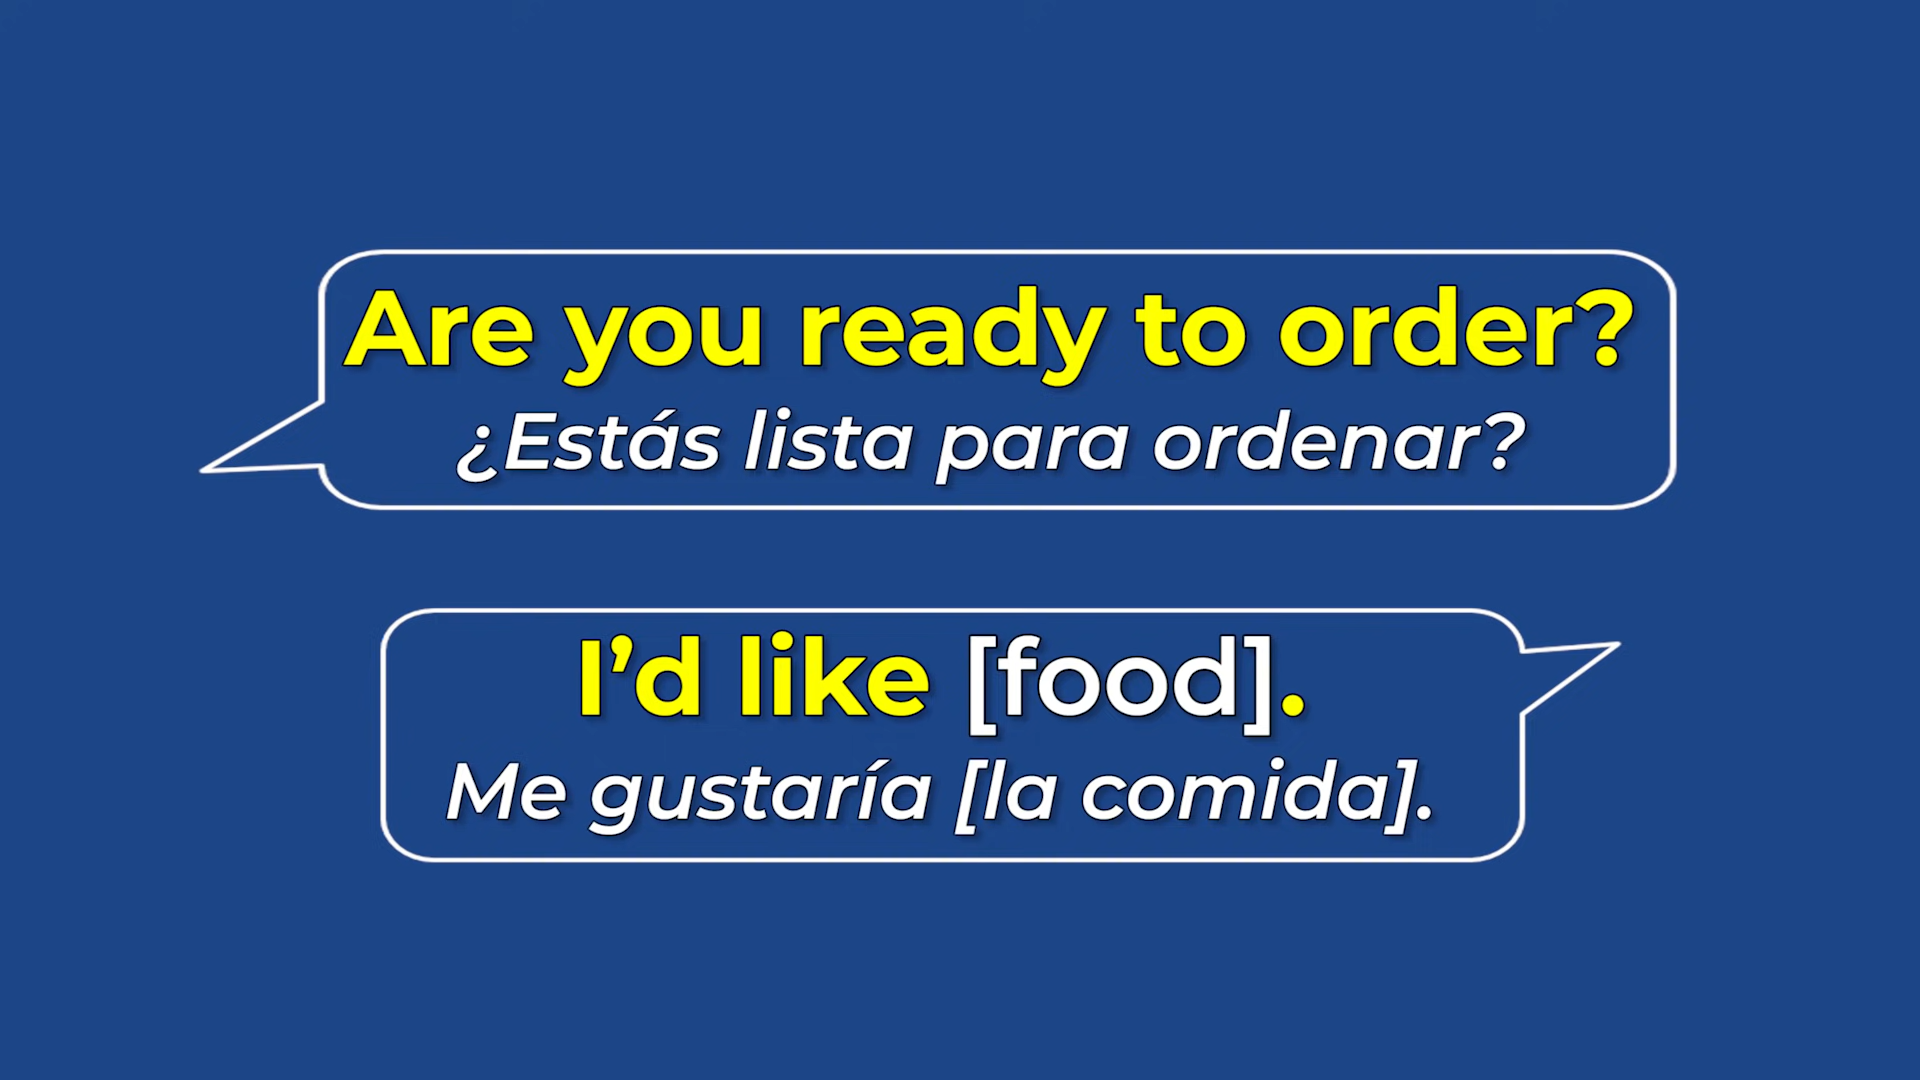 Are you ready to order?
¿Estás lista para ordenar?
I’d like [food].
Me gustaría [la comida].